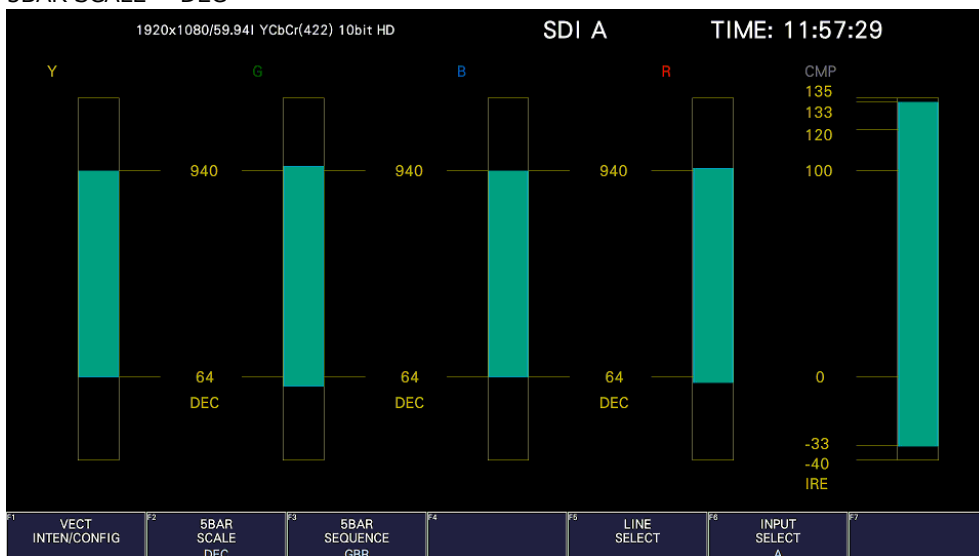 5BAR SCALE = DEC
1920x1080/59.94I YCbCr(422) 10bit HD SDI A TIME: 11:57:29
Y G B R CMP
135
133
120
940 940 940 100
64 64 64 0
DEC DEC DEC
-33
-40
IRE
F1 VECT INTEN/CONFIG
F2 5BAR SCALE DEC
F3 5BAR SEQUENCE GBR
F4
F5 LINE SELECT
F6 INPUT SELECT A
F7